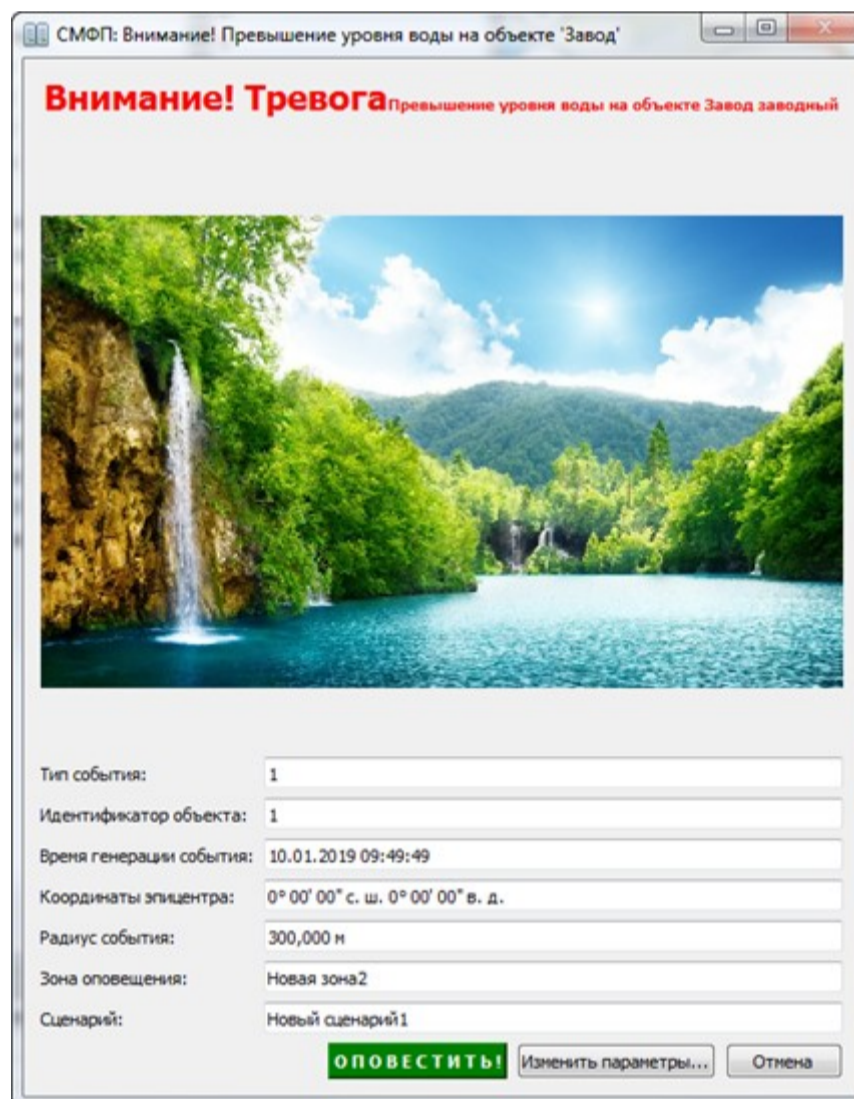 СМФП: Внимание! Превышение уровня воды на объекте 'Завод'
Внимание! Тревога Превышение уровня воды на объекте Завод заводный
Тип события: 1
Идентификатор объекта: 1
Время генерации события: 10.01.2019 09:49:49
Координаты эпицентра: 0° 00' 00" с. ш. 0° 00' 00" в. д.
Радиус события: 300,000 м
Зона оповещения: Новая зона2
Сценарий: Новый сценарий1
ОПОВЕСТИТЬ! Изменить параметры... Отмена